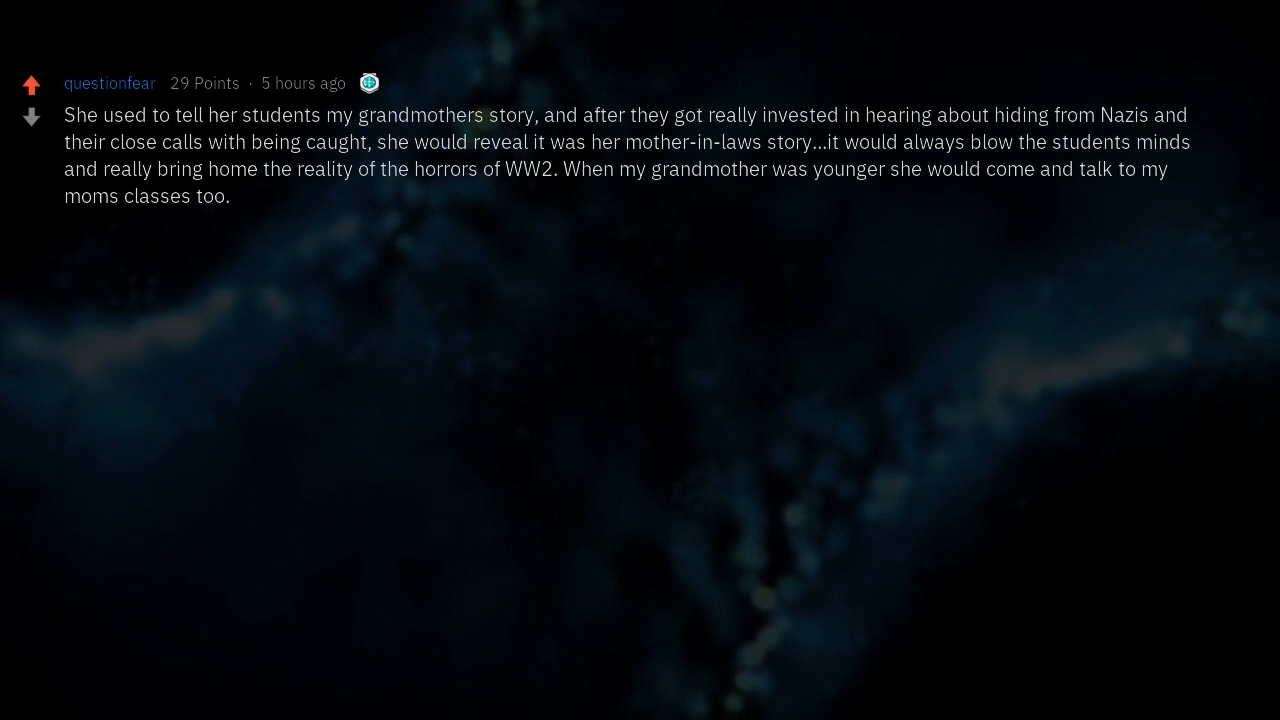 questionfear 29 Points · 5 hours ago
She used to tell her students my grandmothers story, and after they got really invested in hearing about hiding from Nazis and
their close calls with being caught, she would reveal it was her mother-in-laws story...it would always blow the students minds
and really bring home the reality of the horrors of WW2. When my grandmother was younger she would come and talk to my
moms classes too.